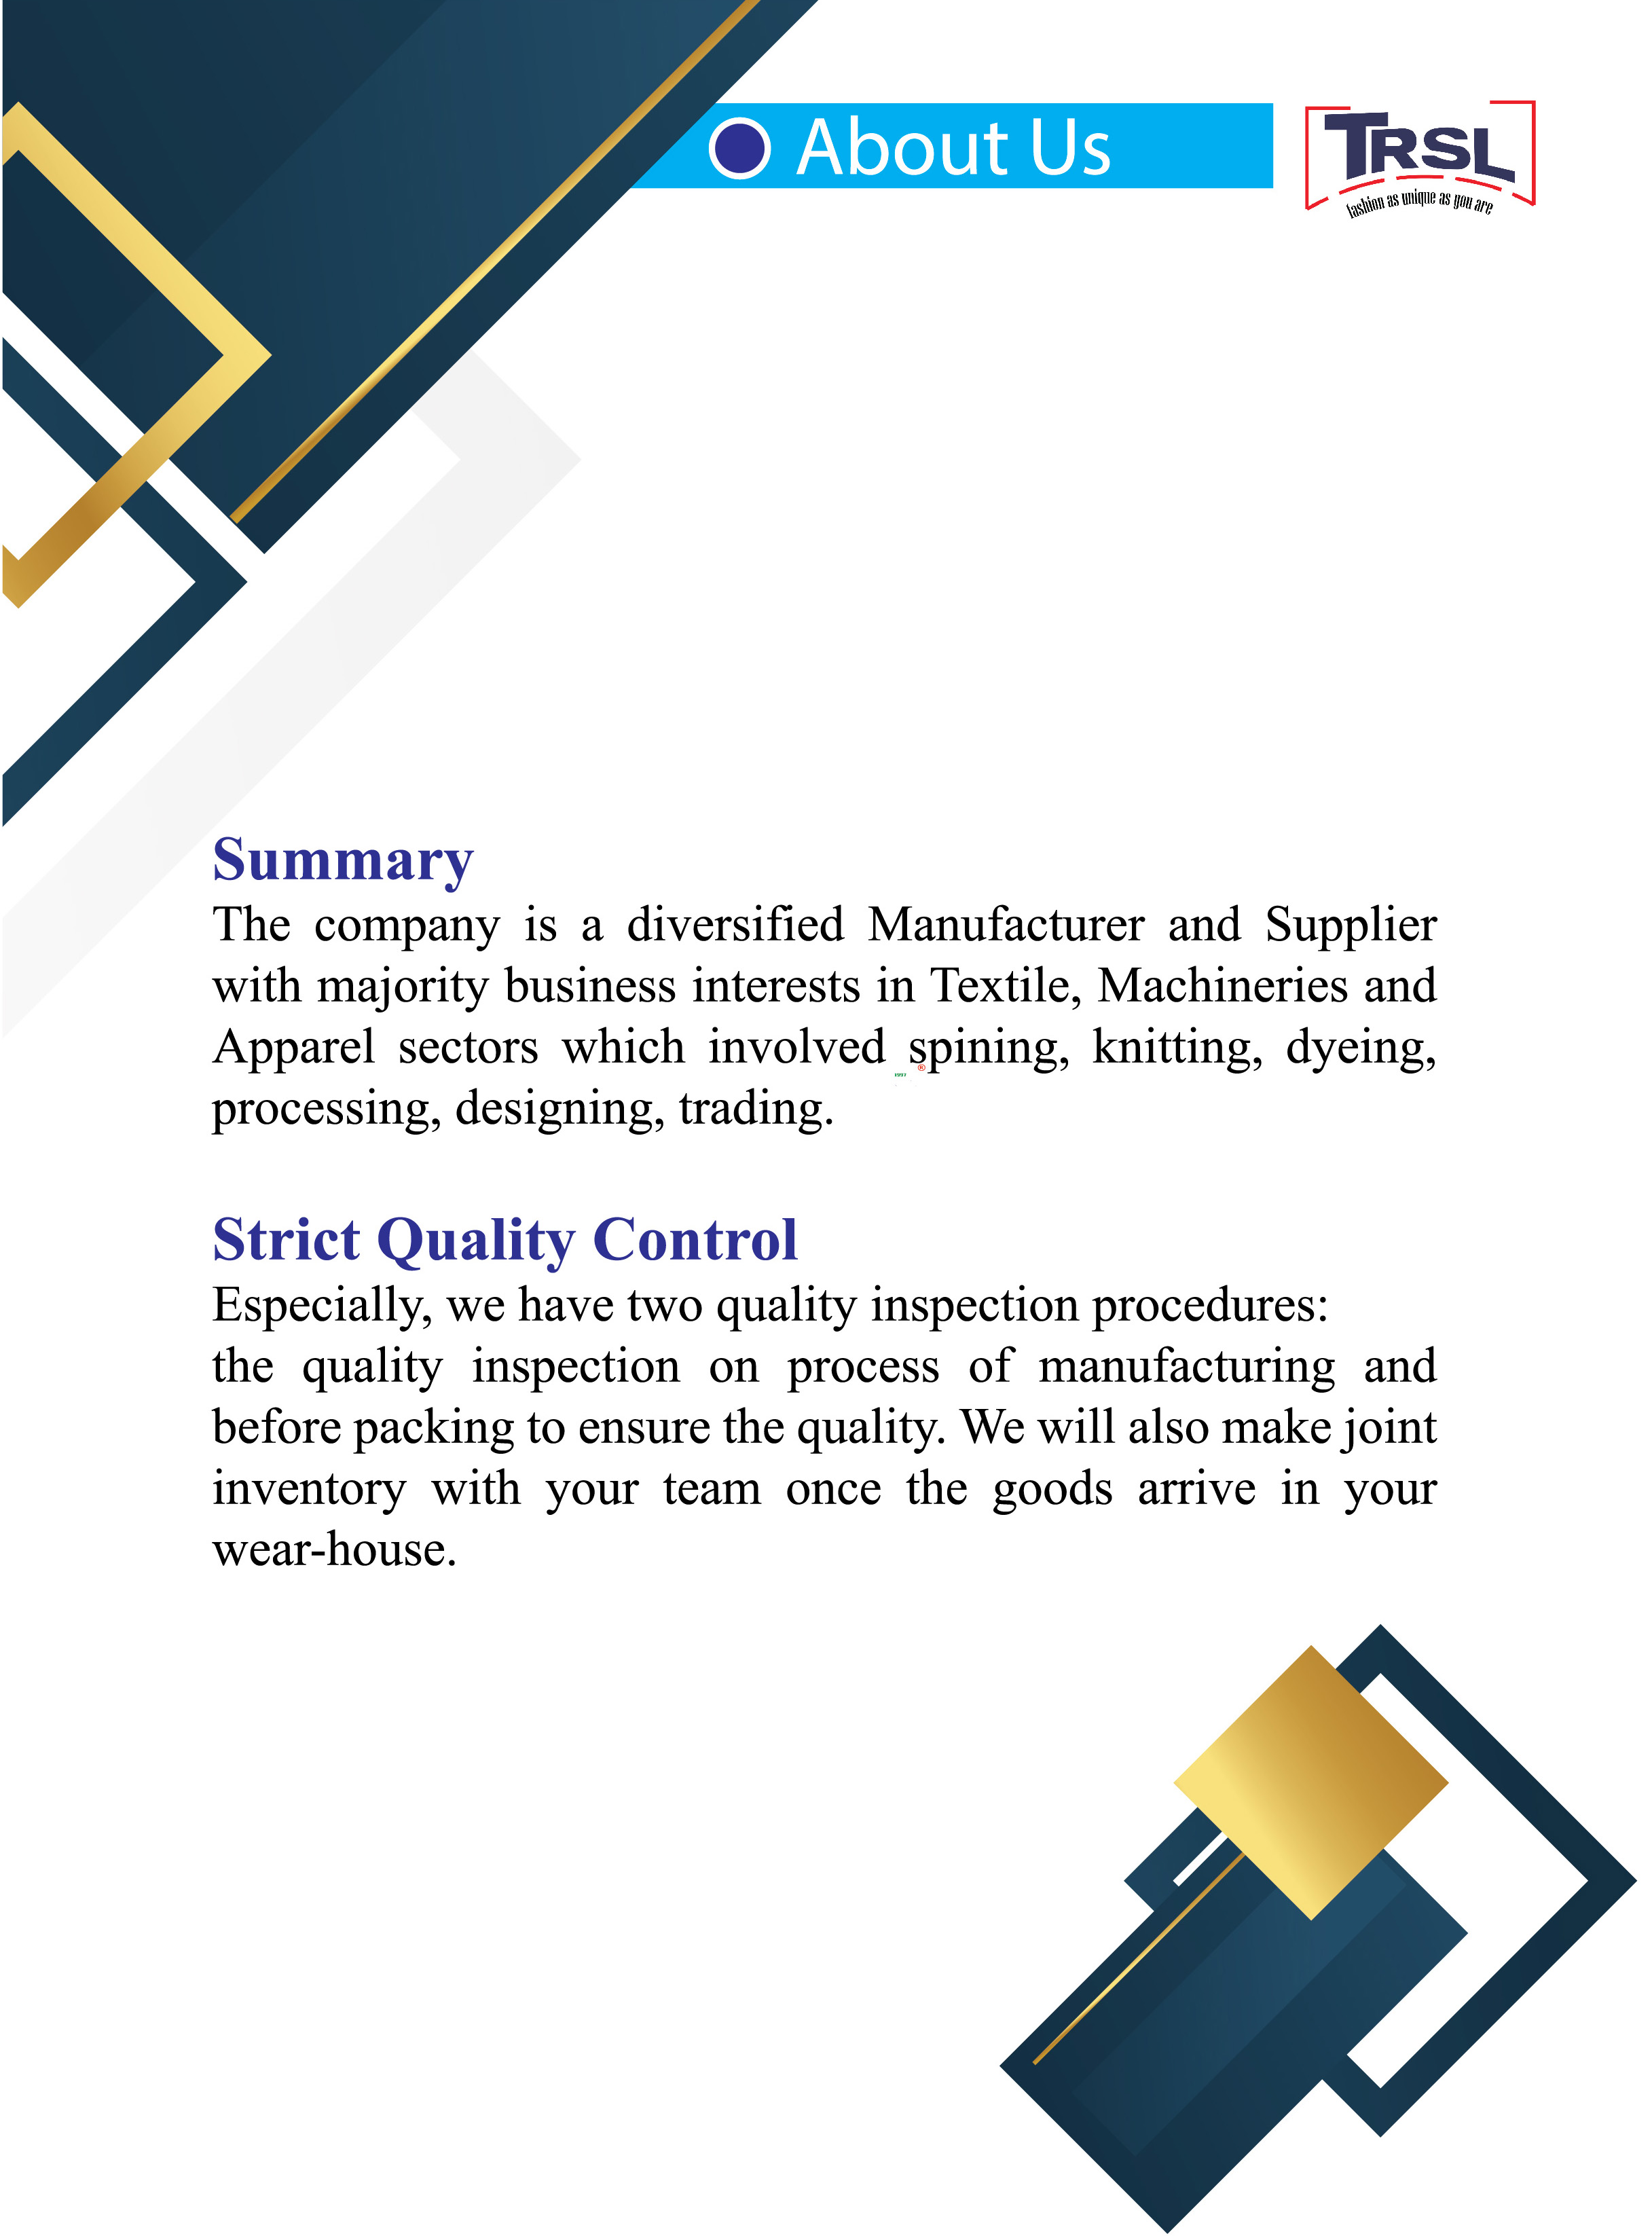 About Us
TRSL
fashion as unique as you are
Summary
The company is a diversified Manufacturer and Supplier
with majority business interests in Textile, Machineries and
Apparel sectors which involved spining, knitting, dyeing,
®
processing, designing, trading.
Strict Quality Control
Especially, we have two quality inspection procedures:
the quality inspection on process of manufacturing and
before packing to ensure the quality. We will also make joint
inventory with your team once the goods arrive in your
wear-house.